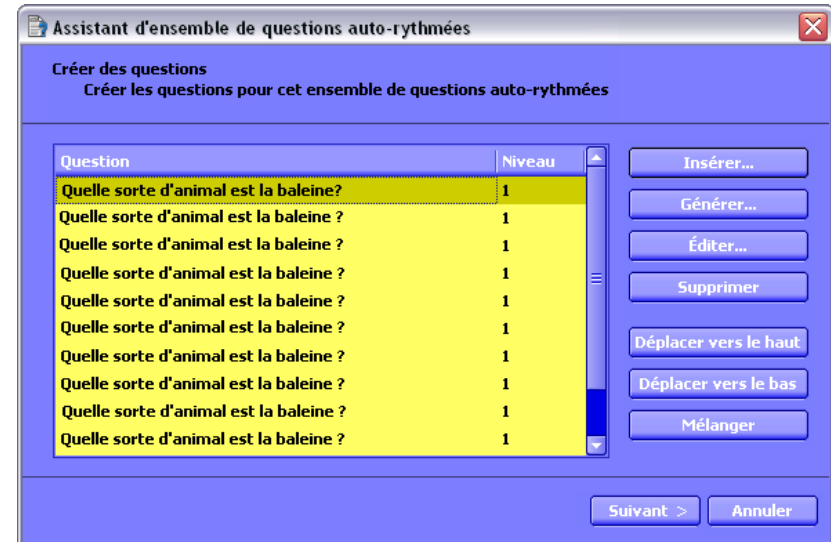 Assistant d'ensemble de questions auto-rythmées
Créer des questions
Créer les questions pour cet ensemble de questions auto-rythmées
Question Niveau
Quelle sorte d'animal est la baleine? 1
Quelle sorte d'animal est la baleine ? 1
Quelle sorte d'animal est la baleine ? 1
Quelle sorte d'animal est la baleine ? 1
Quelle sorte d'animal est la baleine ? 1
Quelle sorte d'animal est la baleine ? 1
Quelle sorte d'animal est la baleine ? 1
Quelle sorte d'animal est la baleine ? 1
Quelle sorte d'animal est la baleine ? 1
Quelle sorte d'animal est la baleine ? 1
Insérer...
Générer...
Éditer...
Supprimer
Déplacer vers le haut
Déplacer vers le bas
Mélanger
Suivant > Annuler